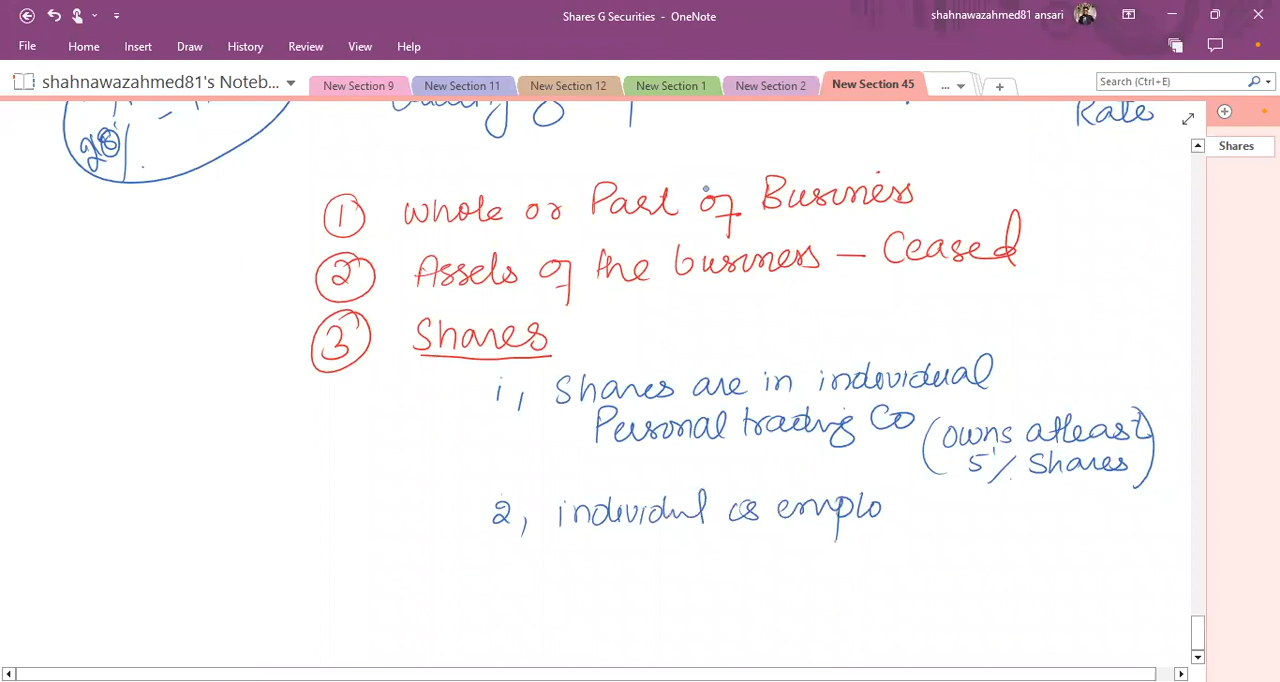 Shares G Securities - OneNote
shahnawazahmed81 ansari
File Home Insert Draw History Review View Help
shahnawazahmed81's Noteb... New Section 9 New Section 11 New Section 12 New Section 1 New Section 2 New Section 45 ... Search (Ctrl+E)
Rate
Shares
1 Whole or Part of Business
2 Assets of the business - Ceased
3 Shares
i, Shares are in individual
Personal trading Co (owns atleast
5% Shares)
2, individul is emplo